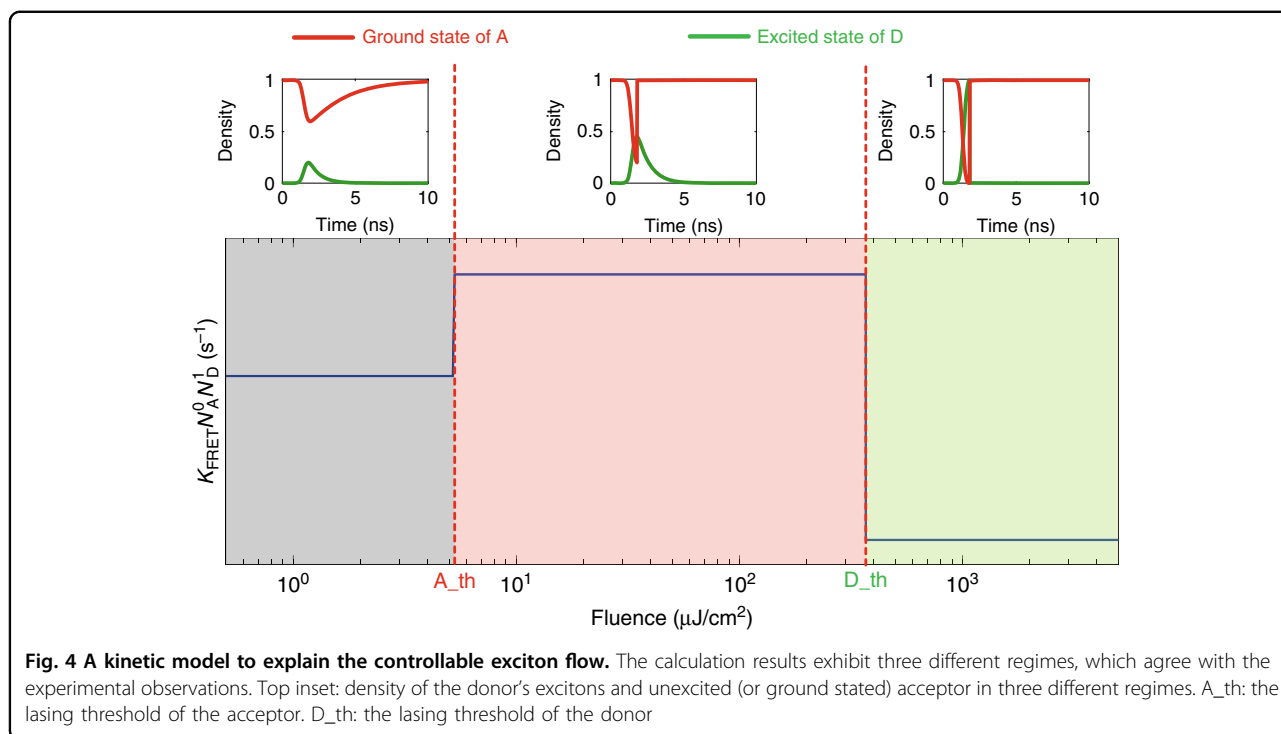 Ground state of A
Excited state of D
1
0.5
0
Density
0 5 10
Time (ns)
1
0.5
0
Density
0 5 10
Time (ns)
1
0.5
0
Density
0 5 10
Time (ns)
K_FRET N_A^0 N_D^1 (s^–1)
10^0 A_th 10^1 10^2 D_th 10^3
Fluence (μJ/cm^2)
Fig. 4 A kinetic model to explain the controllable exciton flow. The calculation results exhibit three different regimes, which agree with the
experimental observations. Top inset: density of the donor's excitons and unexcited (or ground stated) acceptor in three different regimes. A_th: the
lasing threshold of the acceptor. D_th: the lasing threshold of the donor